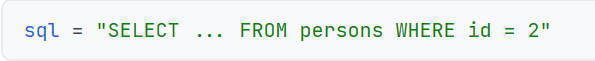 sql = "SELECT ... FROM persons WHERE id = 2"